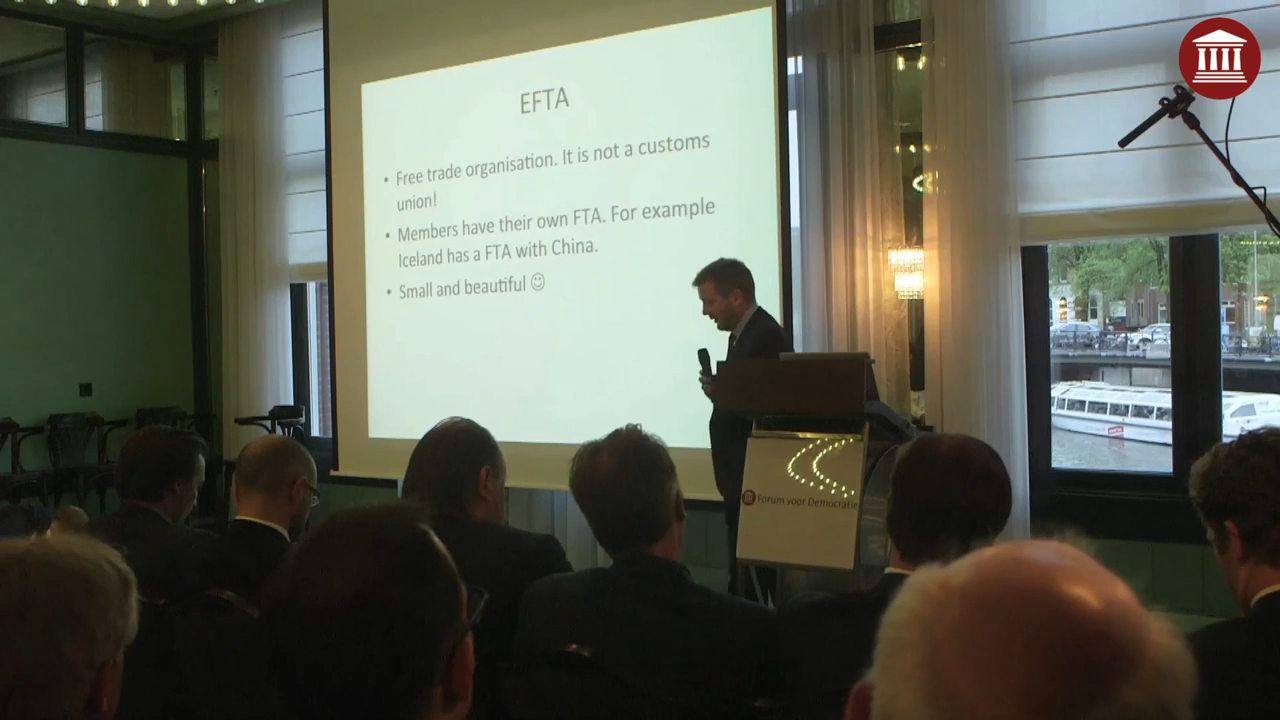 EFTA
• Free trade organisation. It is not a customs
union!
• Members have their own FTA. For example
Iceland has a FTA with China.
• Small and beautiful ☺
Forum voor Democratie